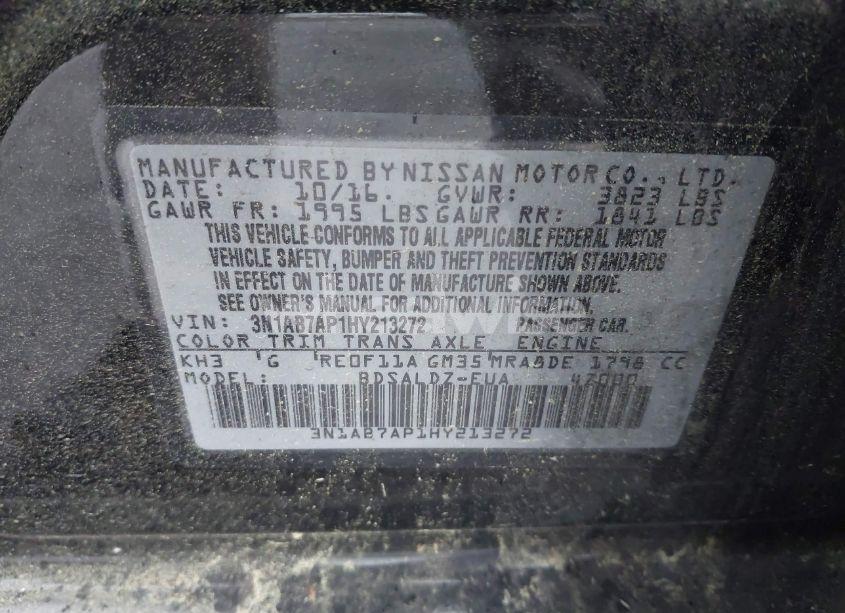 MANUFACTURED BY NISSAN MOTOR CO., LTD.
DATE: 10/16. GVWR: 3823 LBS
GAWR FR: 1995 LBS GAWR RR: 1841 LBS
THIS VEHICLE CONFORMS TO ALL APPLICABLE FEDERAL MOTOR
VEHICLE SAFETY, BUMPER AND THEFT PREVENTION STANDARDS
IN EFFECT ON THE DATE OF MANUFACTURE SHOWN ABOVE.
SEE OWNER'S MANUAL FOR ADDITIONAL INFORMATION.
VIN: 3N1AB7AP1HY213272 PASSENGER CAR.
COLOR TRIM TRANS AXLE ENGINE
KH3 'G 'RE0F11A GM35 'MRA8DE 1798 CC
MODEL: BDSALDZ-EUA
3N1AB7AP1HY213272